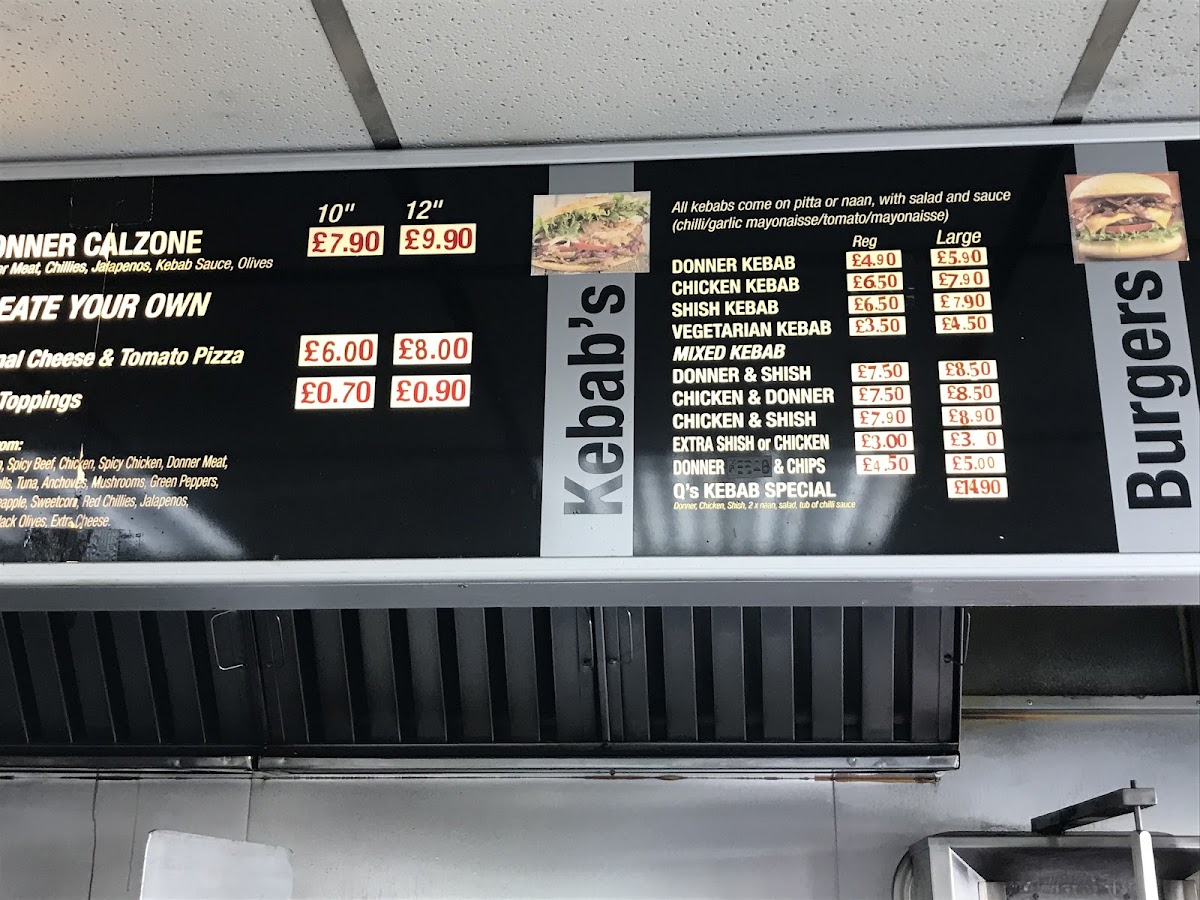 10" 12"
ONNER CALZONE £7.90 £9.90
er Meat, Chillies, Jalapenos, Kebab Sauce, Olives
EATE YOUR OWN
nal Cheese & Tomato Pizza £6.00 £8.00
Toppings £0.70 £0.90
om:
Spicy Beef, Chicken, Spicy Chicken, Donner Meat,
lls, Tuna, Anchovies, Mushrooms, Green Peppers,
eapple, Sweetcorn, Red Chillies, Jalapenos,
lack Olives, Extra Cheese.
Kebab's
All kebabs come on pitta or naan, with salad and sauce
(chilli/garlic mayonaisse/tomato/mayonaisse)
Reg Large
DONNER KEBAB £4.90 £5.90
CHICKEN KEBAB £6.50 £7.90
SHISH KEBAB £6.50 £7.90
VEGETARIAN KEBAB £3.50 £4.50
MIXED KEBAB
DONNER & SHISH £7.50 £8.50
CHICKEN & DONNER £7.50 £8.50
CHICKEN & SHISH £7.90 £8.90
EXTRA SHISH or CHICKEN £3.00 £3. 0
DONNER & CHIPS £4.50 £5.00
Q's KEBAB SPECIAL £14.90
Donner, Chicken, Shish, 2 x naan, salad, tub of chilli sauce
Burgers